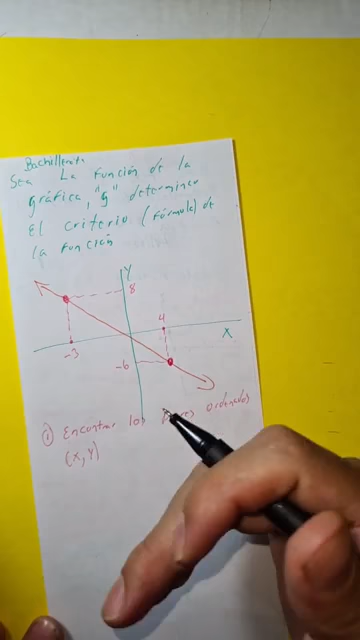 Bachillerato
Sea La función de la
gráfica, "g" determinar
El criterio (fórmula) de
la función
Y
8
4
X
-3
-6
① Encontrar los pares ordenados
(X, Y)